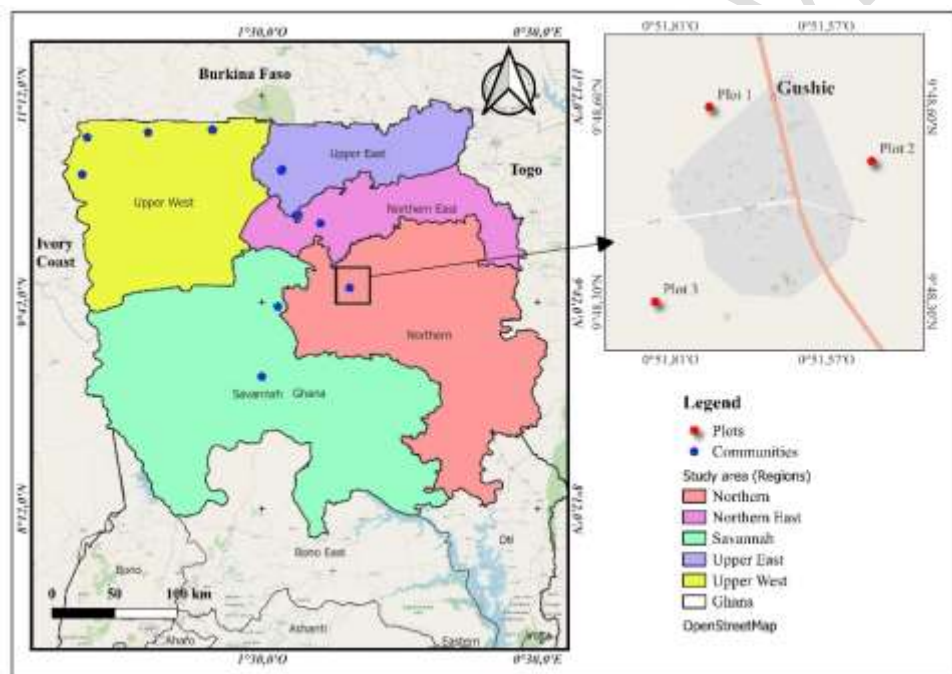 1°30,0'O
0°30,0'E
Burkina Faso
11°12,0'N
11°12,0'N
Upper East
Togo
Upper West
Northern East
Ivory
Coast
9°42,0'N
9°42,0'N
Northern
Savannah Ghana
8°12,0'N
8°12,0'N
Bono East
Oti
Bono
0 50 100 km
Ashanti
Ahafo
Eastern
1°30,0'O
0°30,0'E
0°51,81'O
0°51,57'O
Gushie
Plot 1
9°48,60'N
9°48,60'N
Plot 2
Plot 3
9°48,30'N
9°48,30'N
0°51,81'O
0°51,57'O
Legend
Plots
Communities
Study area (Regions)
Northern
Northern East
Savannah
Upper East
Upper West
Ghana
OpenStreetMap